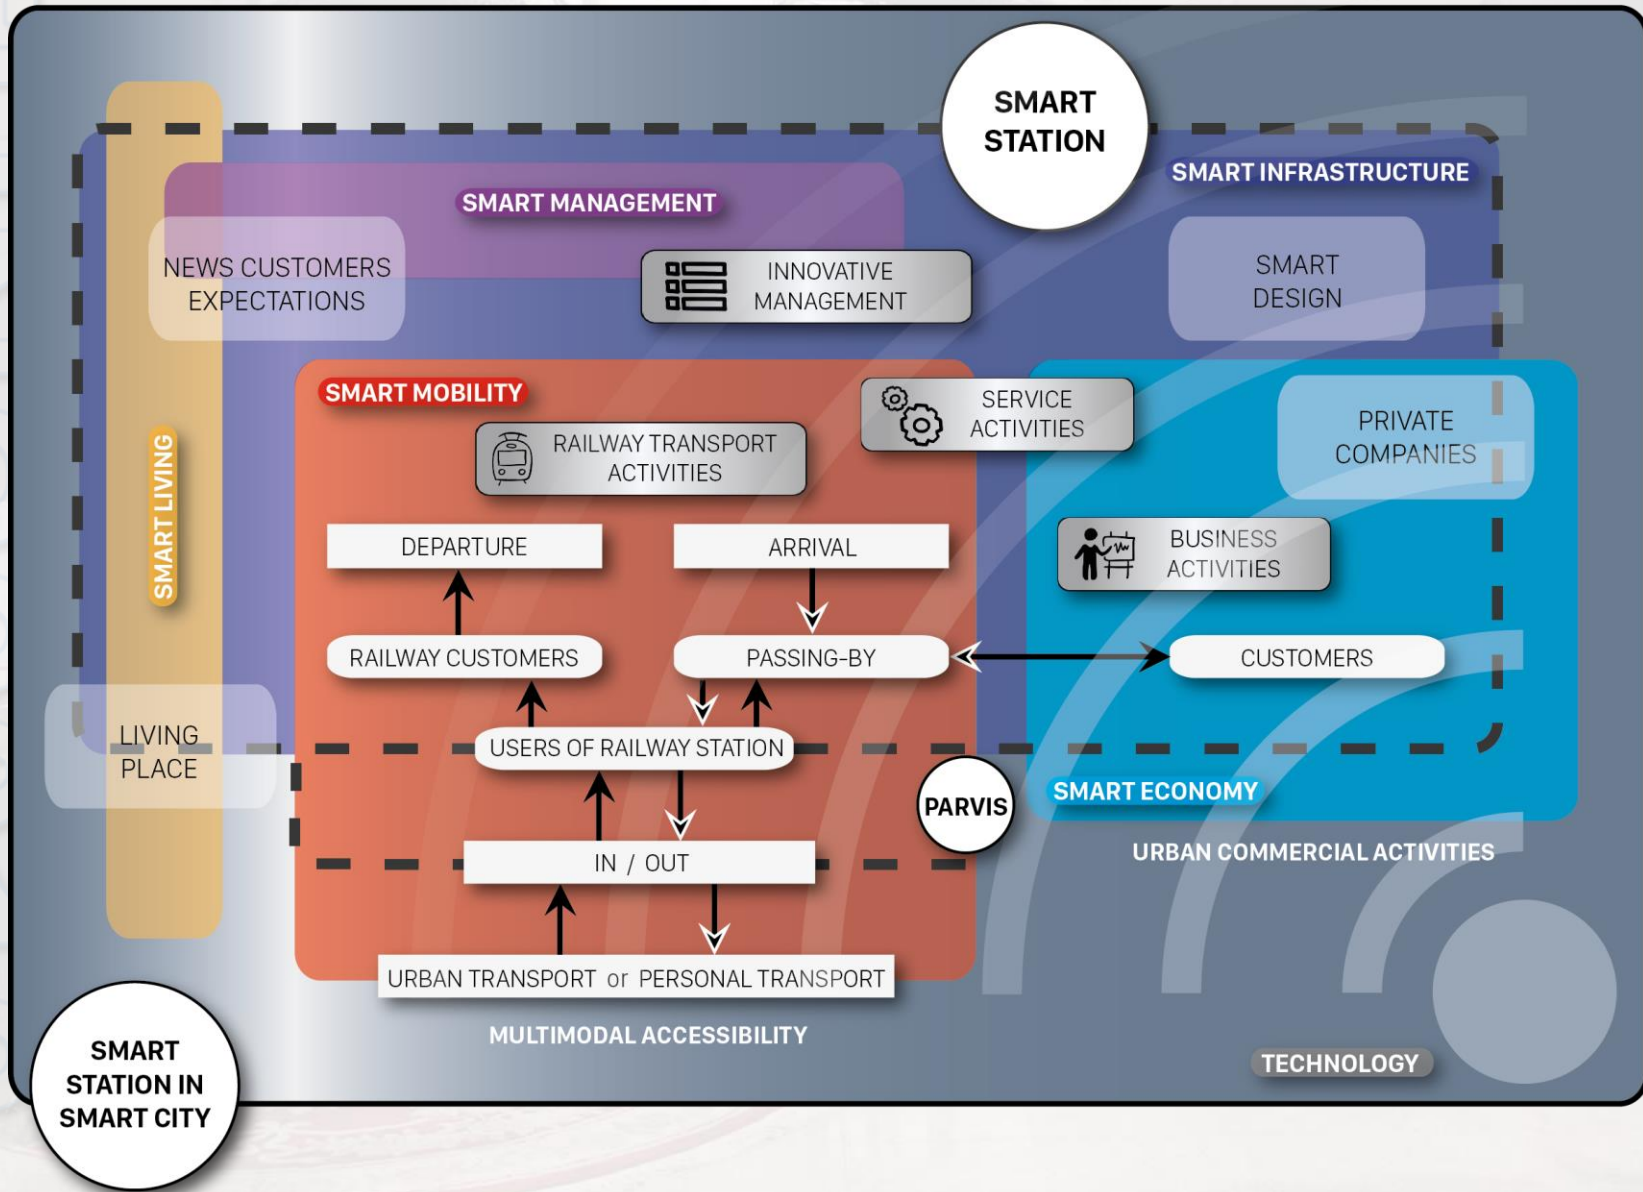 SMART
STATION
SMART INFRASTRUCTURE
SMART MANAGEMENT
NEWS CUSTOMERS
EXPECTATIONS
INNOVATIVE
MANAGEMENT
SMART
DESIGN
SMART MOBILITY
SERVICE
ACTIVITIES
PRIVATE
COMPANIES
RAILWAY TRANSPORT
ACTIVITIES
SMART LIVING
DEPARTURE
ARRIVAL
BUSINESS
ACTIVITIES
RAILWAY CUSTOMERS
PASSING-BY
CUSTOMERS
LIVING
PLACE
USERS OF RAILWAY STATION
PARVIS
SMART ECONOMY
IN / OUT
URBAN COMMERCIAL ACTIVITIES
URBAN TRANSPORT or PERSONAL TRANSPORT
MULTIMODAL ACCESSIBILITY
SMART
STATION IN
SMART CITY
TECHNOLOGY